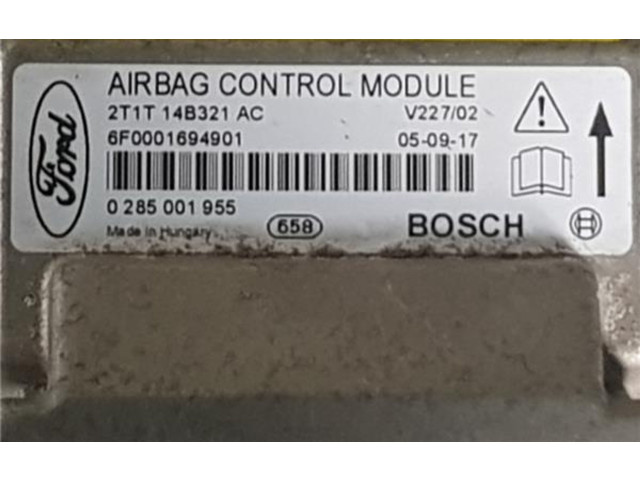 Ford
AIRBAG CONTROL MODULE
2T1T 14B321 AC V227/02
6F0001694901 05-09-17
0 285 001 955
Made in Hungary 658 BOSCH